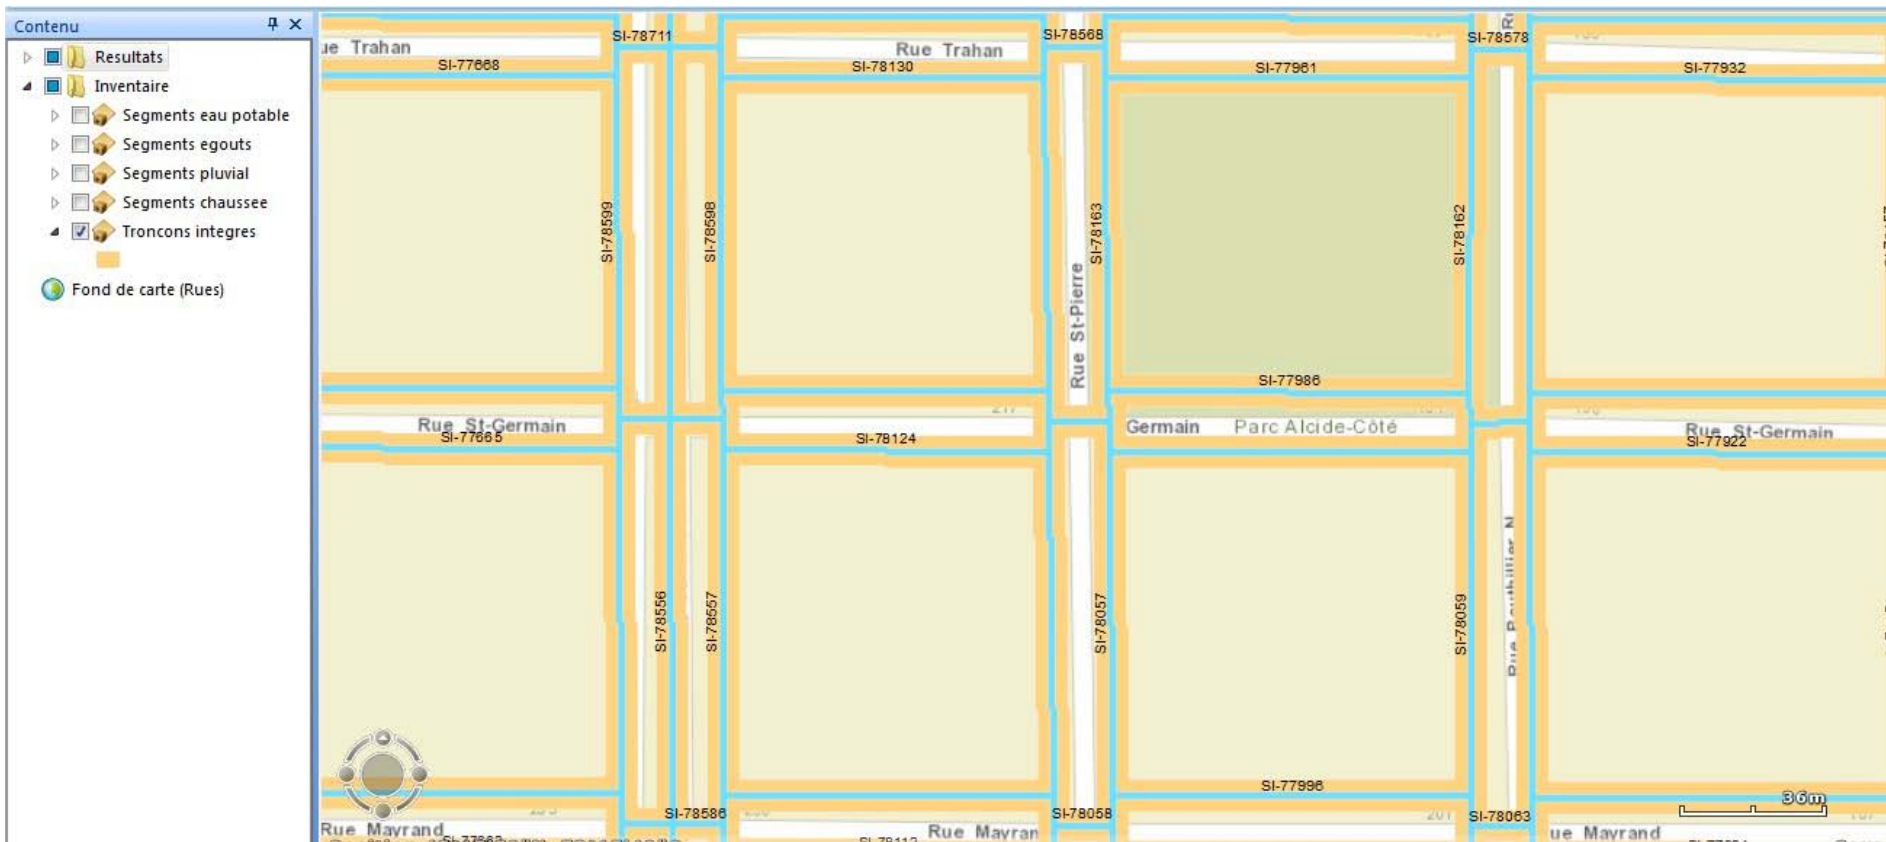 Contenu
Resultats
Inventaire
Segments eau potable
Segments egouts
Segments pluvial
Segments chaussee
Troncons integres
Fond de carte (Rues)
SI-78711
SI-78568
SI-78578
ue Trahan
Rue Trahan
SI-77668
SI-78130
SI-77961
SI-77932
SI-78599
SI-78598
SI-78163
SI-78162
Rue St-Pierre
SI-77986
217
Rue St-Germain
SI-77665
SI-78124
Germain
Parc Alcide-Côté
Rue St-Germain
SI-77922
SI-78556
SI-78557
SI-78057
SI-78059
Rue Bouthillier N
SI-77996
36m
SI-78586
SI-78058
201
SI-78063
Rue Mayrand
Rue Mayran
ue Mayrand